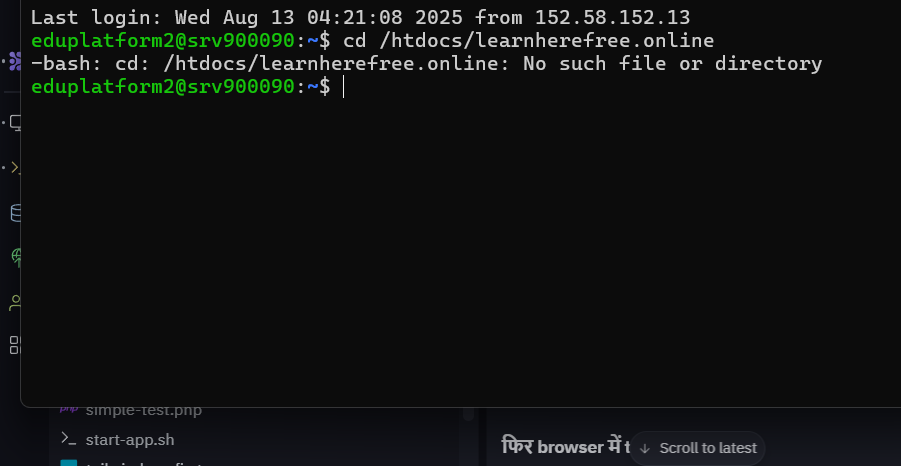 Last login: Wed Aug 13 04:21:08 2025 from 152.58.152.13
eduplatform2@srv900090:~$ cd /htdocs/learnherefree.online
-bash: cd: /htdocs/learnherefree.online: No such file or directory
eduplatform2@srv900090:~$
simple-test.php
start-app.sh
फिर browser में t
↓ Scroll to latest